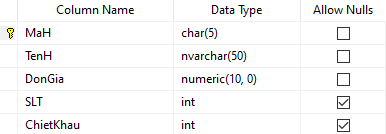 Column Name Data Type Allow Nulls
MaH char(5)
TenH nvarchar(50)
DonGia numeric(10, 0)
SLT int
ChietKhau int